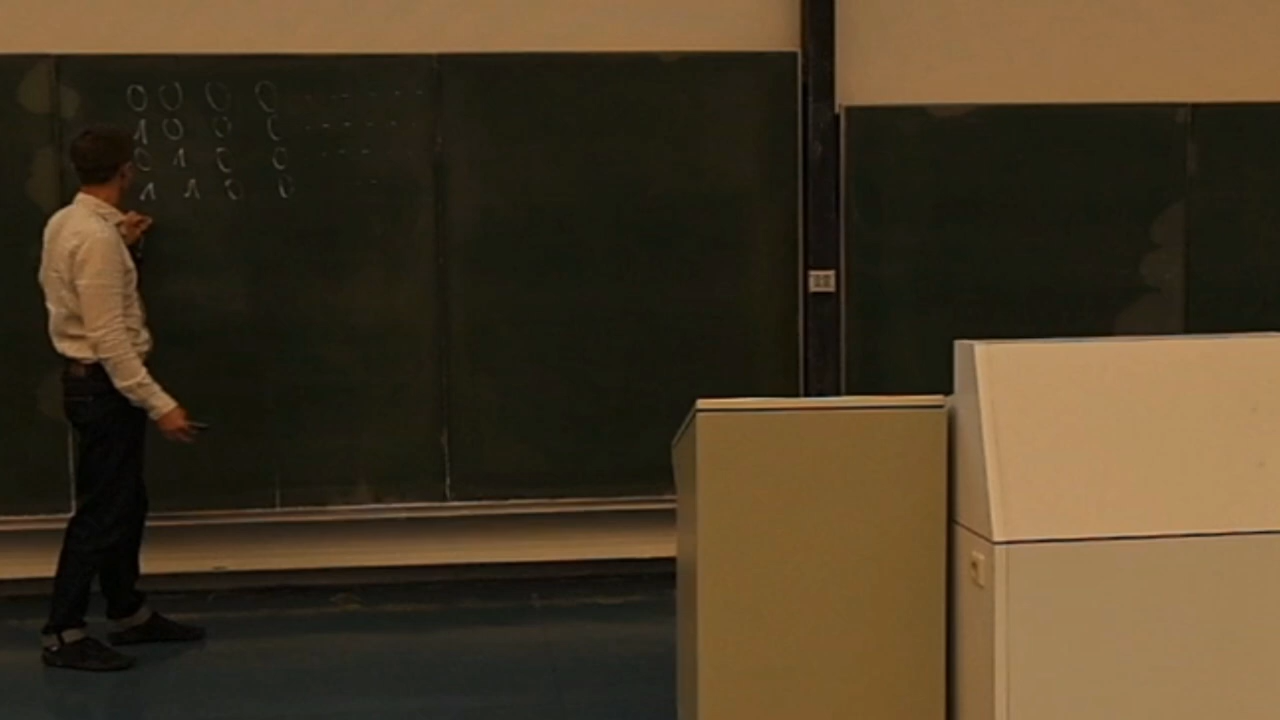 0 0 0 0 - - - - -
1 0 0 0 - - - - -
0 1 0 0 - - - -
1 1 0 0 - -